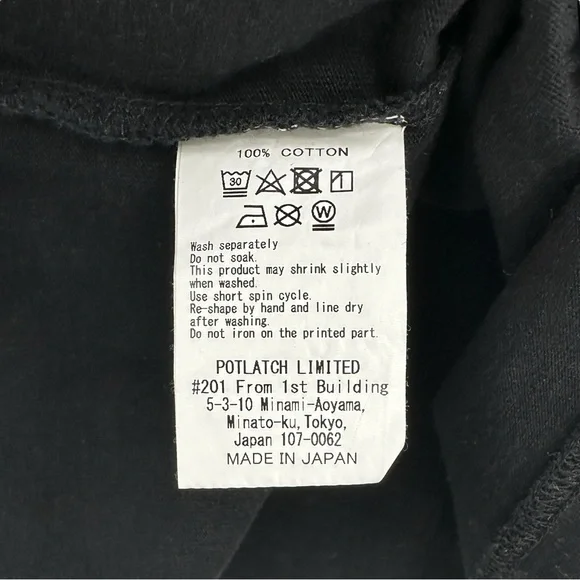 100% COTTON
30
W
Wash separately
Do not soak.
This product may shrink slightly
when washed.
Use short spin cycle.
Re-shape by hand and line dry
after washing.
Do not iron on the printed part.
POTLATCH LIMITED
#201 From 1st Building
5-3-10 Minami-Aoyama,
Minato-ku,Tokyo,
Japan 107-0062
MADE IN JAPAN